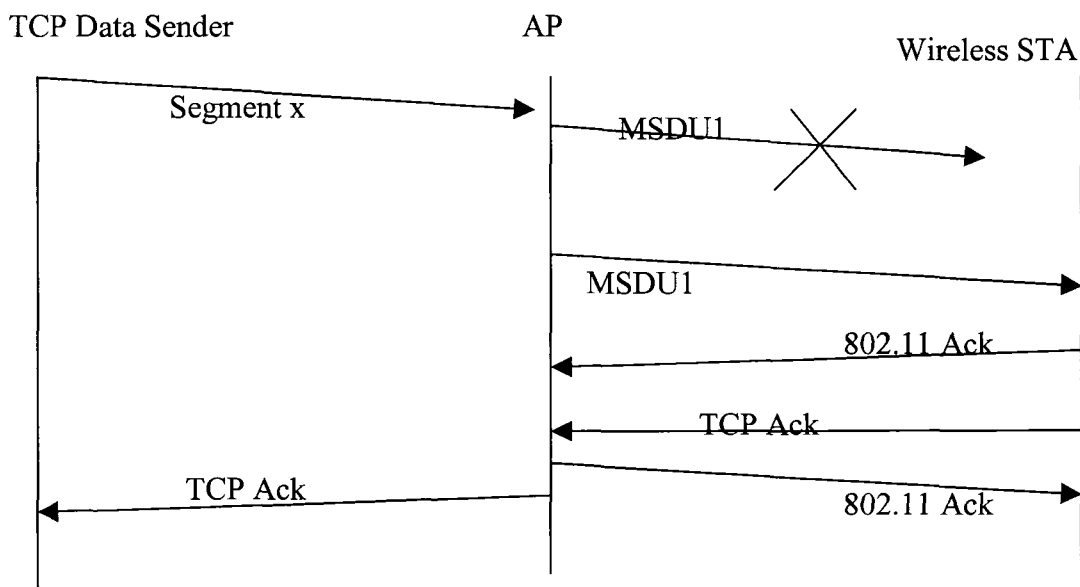 TCP Data Sender
AP
Wireless STA
Segment x
MSDU1
MSDU1
802.11 Ack
TCP Ack
TCP Ack
802.11 Ack